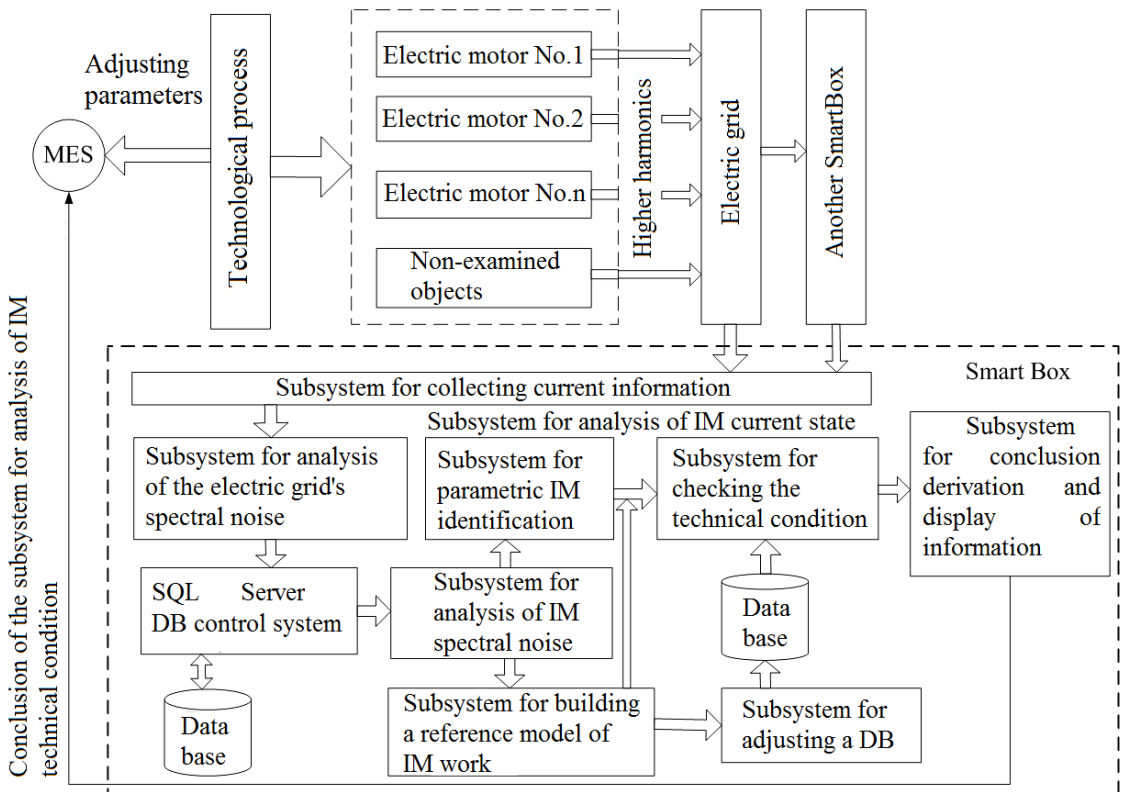 Adjusting
parameters
MES
Technological process
Electric motor No.1
Electric motor No.2
Electric motor No.n
Non-examined
objects
Higher harmonics
Electric grid
Another SmartBox
Conclusion of the subsystem for analysis of IM
technical condition
Smart Box
Subsystem for collecting current information
Subsystem for analysis of IM current state
Subsystem for analysis
of the electric grid's
spectral noise
Subsystem for
parametric IM
identification
Subsystem for
checking the
technical condition
Subsystem
for conclusion
derivation and
display of
information
SQL Server
DB control system
Subsystem for
analysis of IM
spectral noise
Data
base
Data
base
Subsystem for building
a reference model of
IM work
Subsystem for
adjusting a DB